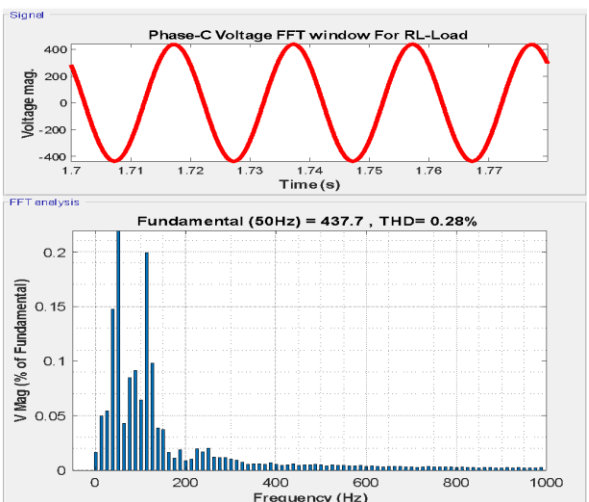 Signal
Phase-C Voltage FFT window For RL-Load
Voltage mag.
400
200
0
-200
-400
1.7 1.71 1.72 1.73 1.74 1.75 1.76 1.77
Time (s)
FFT analysis
Fundamental (50Hz) = 437.7 , THD= 0.28%
V Mag (% of Fundamental)
0.2
0.15
0.1
0.05
0
0 200 400 600 800 1000
Frequency (Hz)